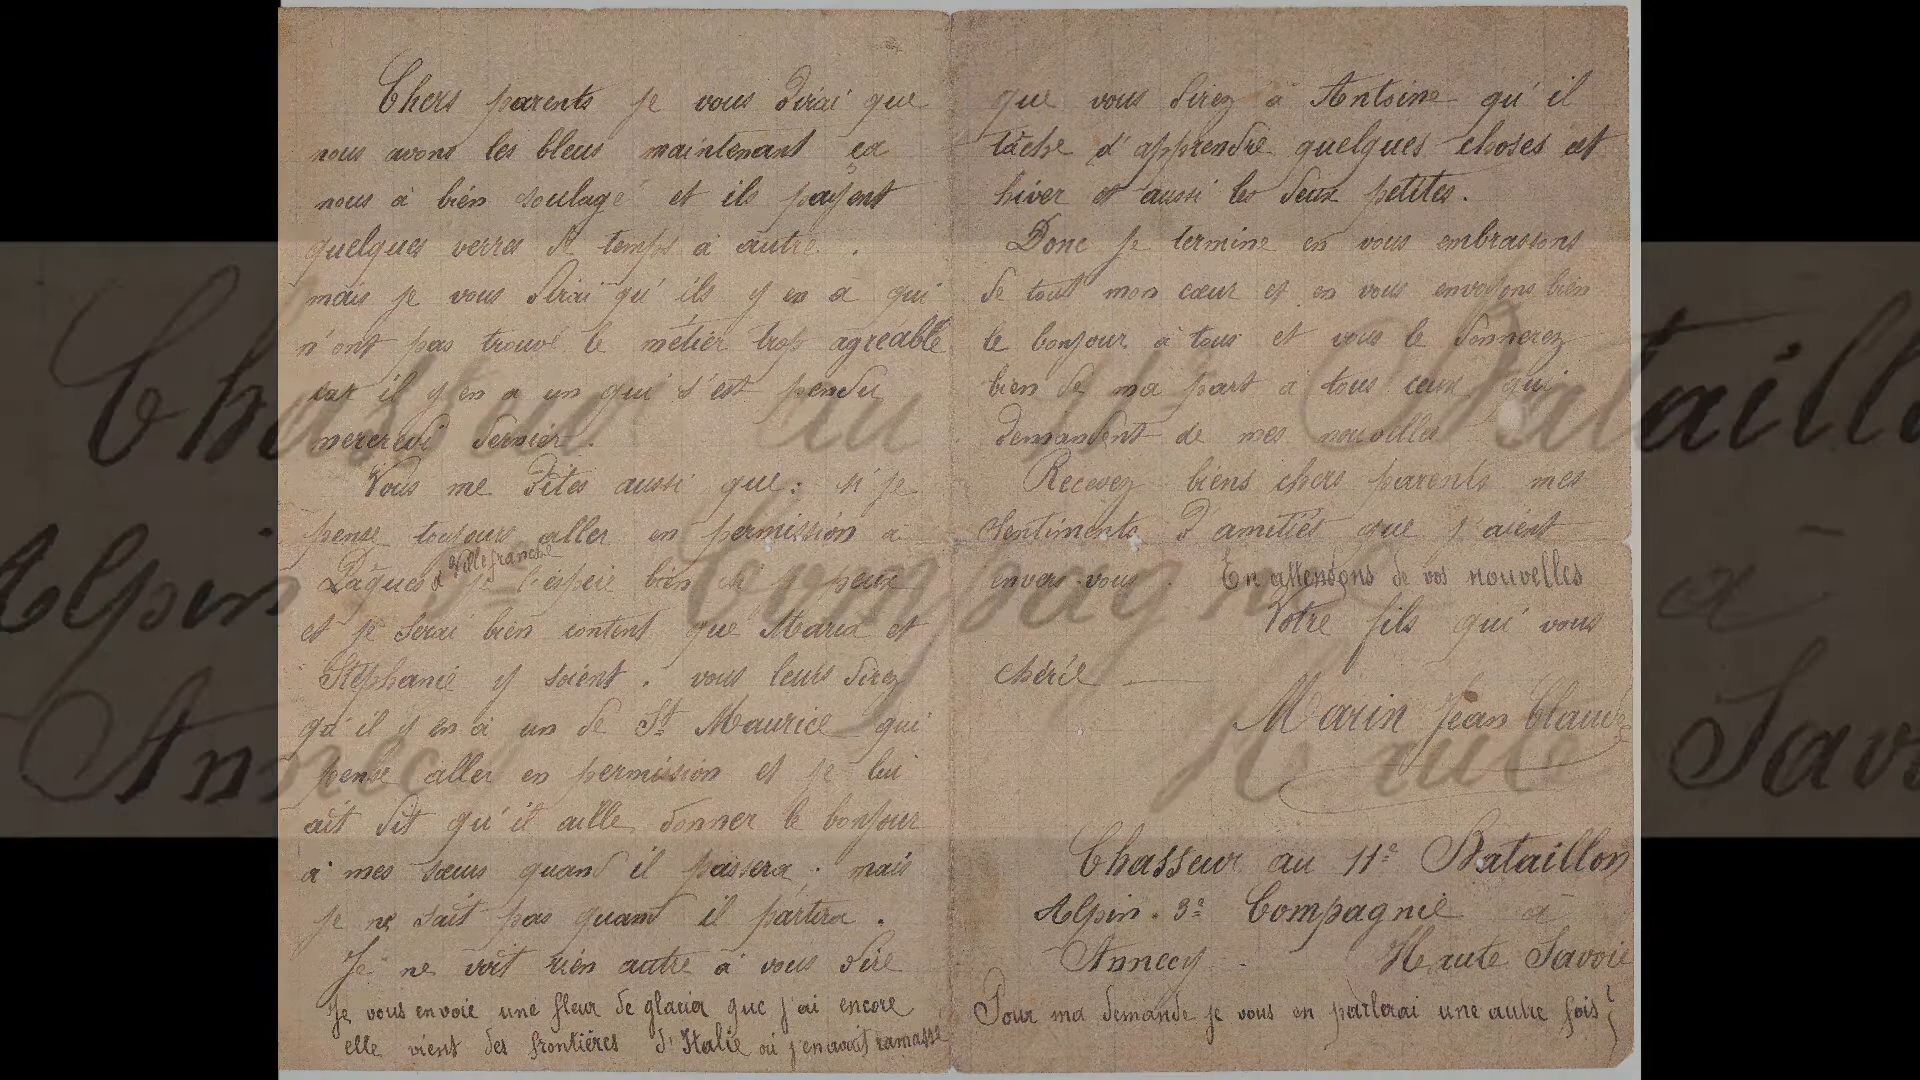 Chers parents je vous dirai que
nous avons les bleus maintenant ça
nous à bien soulagé et ils payent
quelques verres de temps à autre .
mais je vous dirai qu'ils y en à qui
n'ont pas trouvé le métier trop agreable
car il y en a un qui s'est pendu
mercredi dernier .
Vous me dites aussi que : si je
pense toujours aller en permission a
Pâques à Villefranche je l'espère bien si je peux
et je serai bien content que Maria et
Stéphanie y soient . vous leurs direz
qu'il y en à un de St Maurice qui
pense aller en permission et je lui
ait dit qu'il aille donner le bonjour
à mes sœurs quand il passera . mais
je ne sait pas quant il partira .
Je ne voit rien autre à vous dire
Je vous envoie une fleur de glacier que j'ai encore
elle vient des frontières d'Italie où j'en avait ramassé
que vous direz à Antoine qu'il
tâche d'apprendre quelques choses cet
hiver et aussi les deux petites .
Donc je termine en vous embrassons
de tout mon cœur et en vous envoyons bien
le bonjour à tous et vous le donnerez
bien de ma part à tous ceux qui
demandent de mes nouvelles
Recevez biens chers parents mes
sentiments d'amitiés que j'aient
envers vous . En attendons de vos nouvelles
Votre fils qui vous
chérie
Marin Jean Claude
Chasseur au 11e Bataillon
Alpin . 3e Compagnie à
Annecy - Haute Savoie
Pour ma demande je vous en parlerai une autre fois